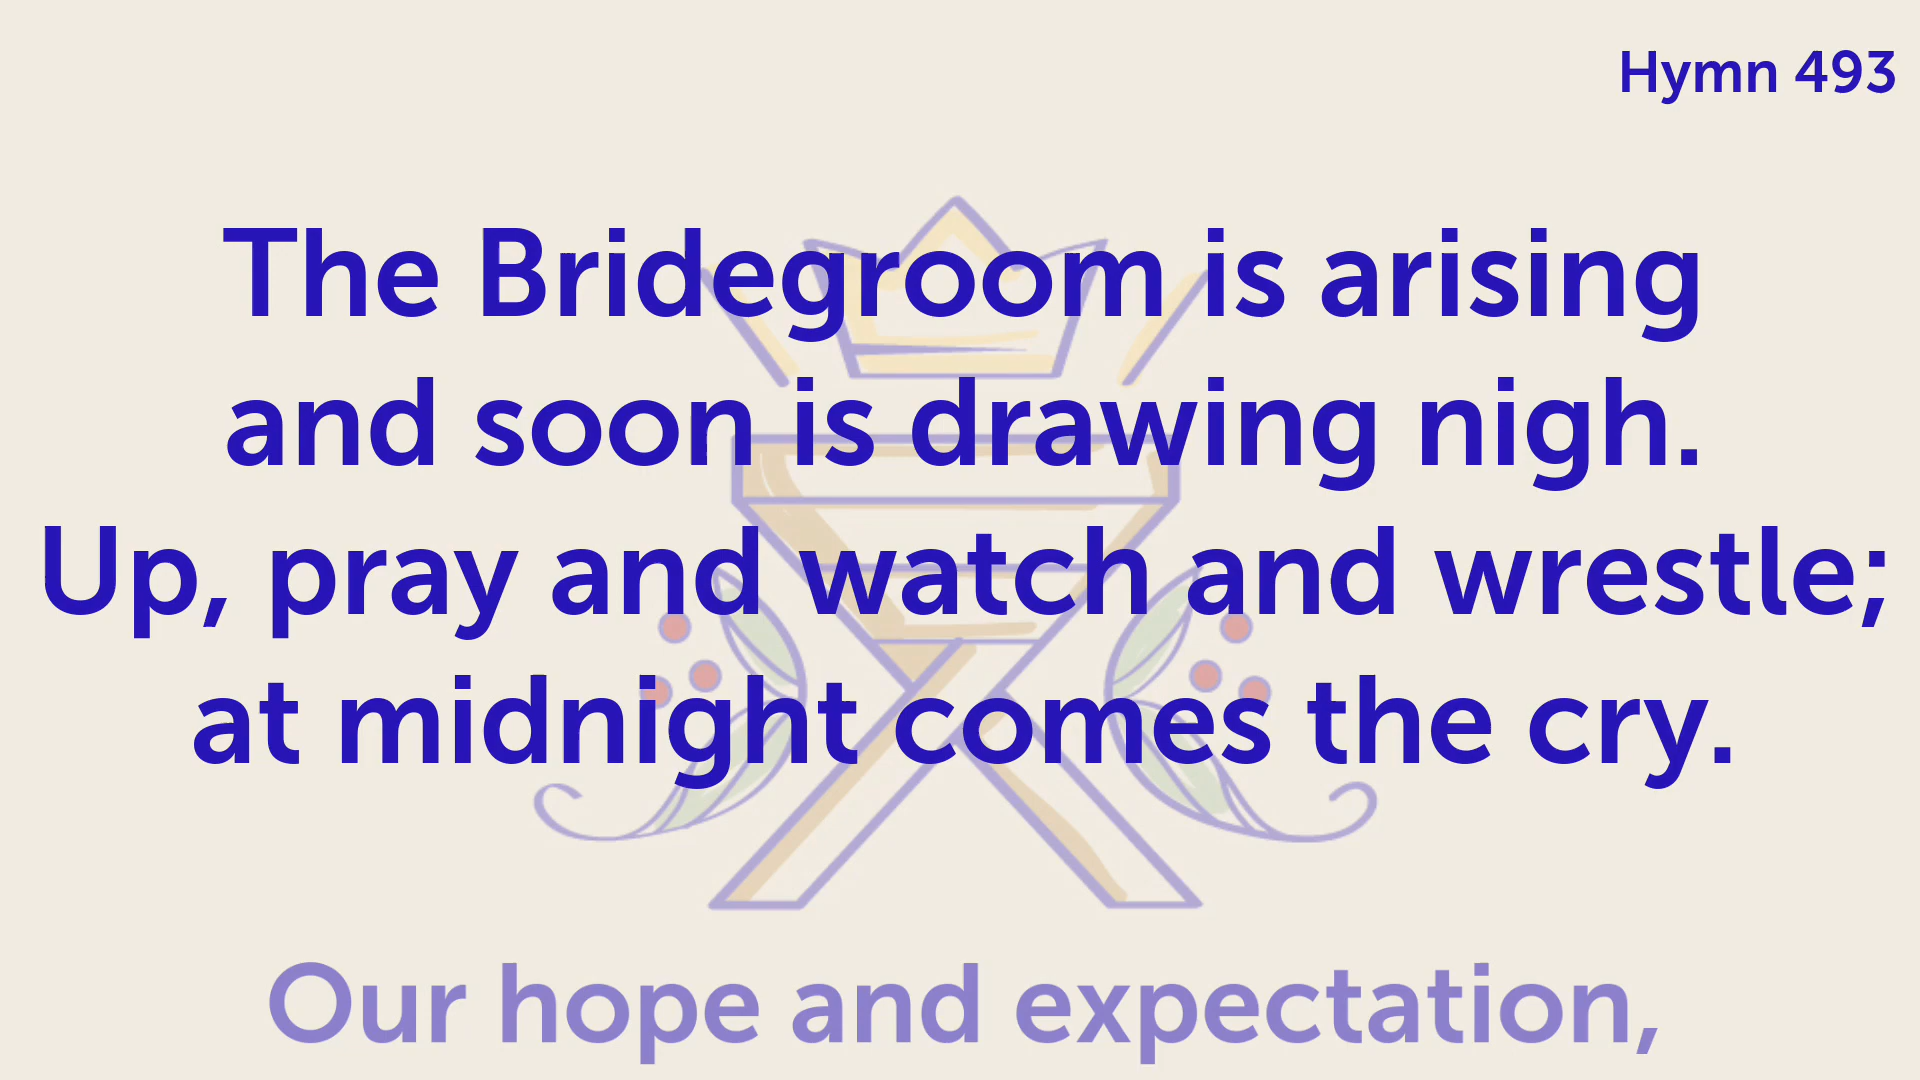 Hymn 493
The Bridegroom is arising
and soon is drawing nigh.
Up, pray and watch and wrestle;
at midnight comes the cry.
Our hope and expectation,